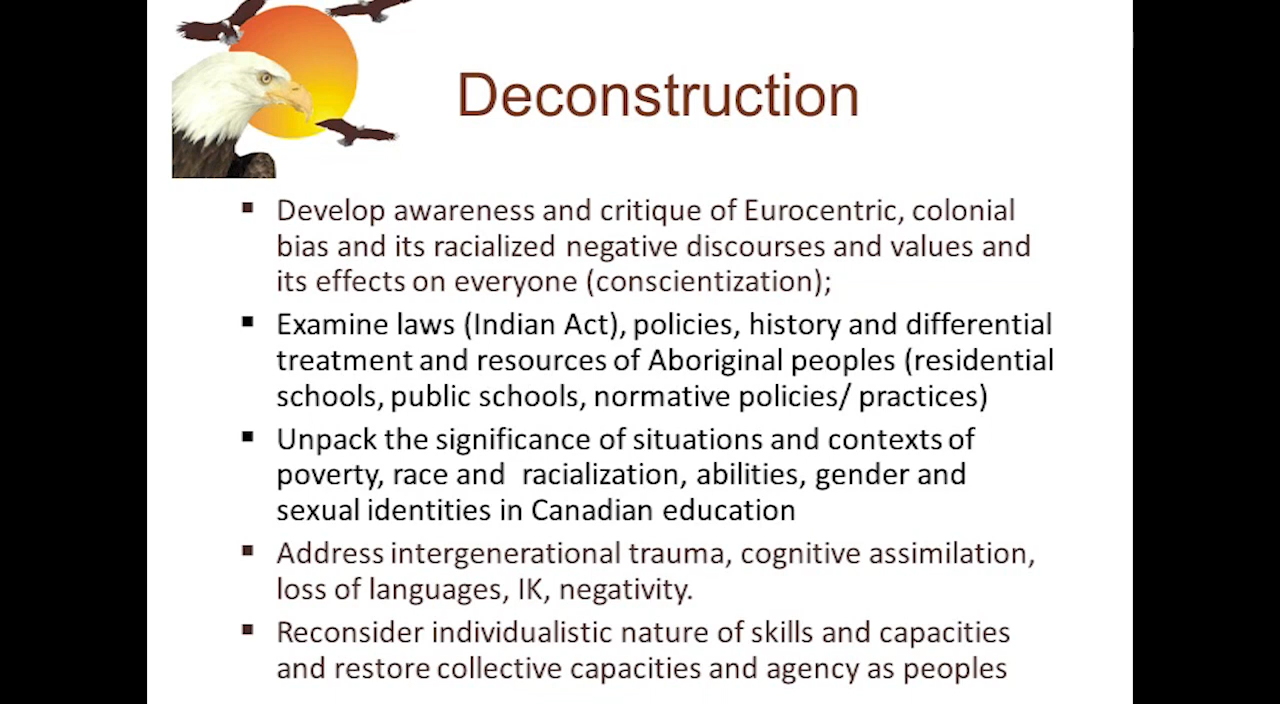 Deconstruction
▪ Develop awareness and critique of Eurocentric, colonial
bias and its racialized negative discourses and values and
its effects on everyone (conscientization);
▪ Examine laws (Indian Act), policies, history and differential
treatment and resources of Aboriginal peoples (residential
schools, public schools, normative policies/ practices)
▪ Unpack the significance of situations and contexts of
poverty, race and  racialization, abilities, gender and
sexual identities in Canadian education
▪ Address intergenerational trauma, cognitive assimilation,
loss of languages, IK, negativity.
▪ Reconsider individualistic nature of skills and capacities
and restore collective capacities and agency as peoples